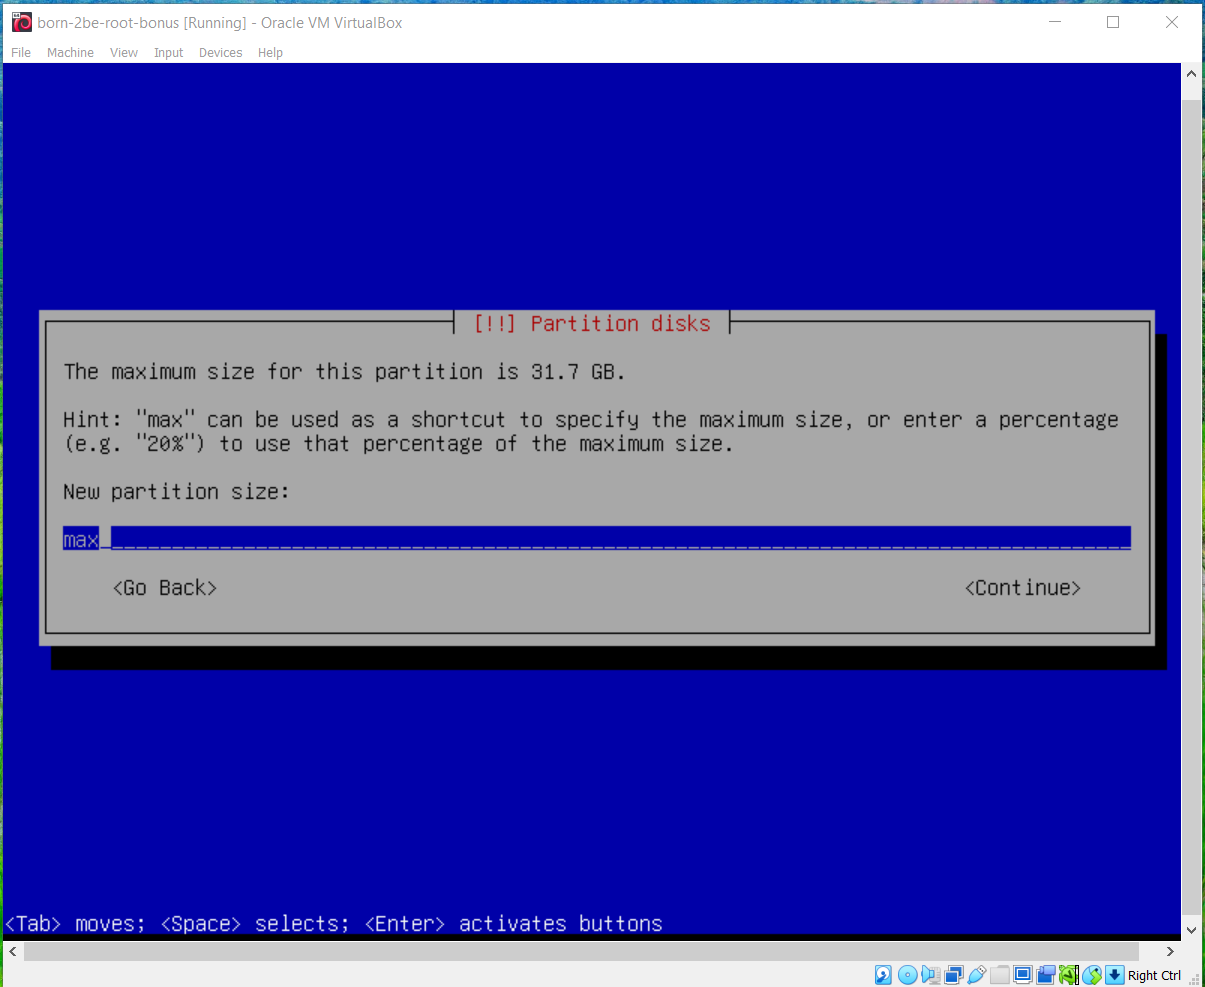 born-2be-root-bonus [Running] - Oracle VM VirtualBox
File Machine View Input Devices Help
[!!] Partition disks
The maximum size for this partition is 31.7 GB.
Hint: "max" can be used as a shortcut to specify the maximum size, or enter a percentage
(e.g. "20%") to use that percentage of the maximum size.
New partition size:
max
<Go Back> <Continue>
<Tab> moves; <Space> selects; <Enter> activates buttons
Right Ctrl